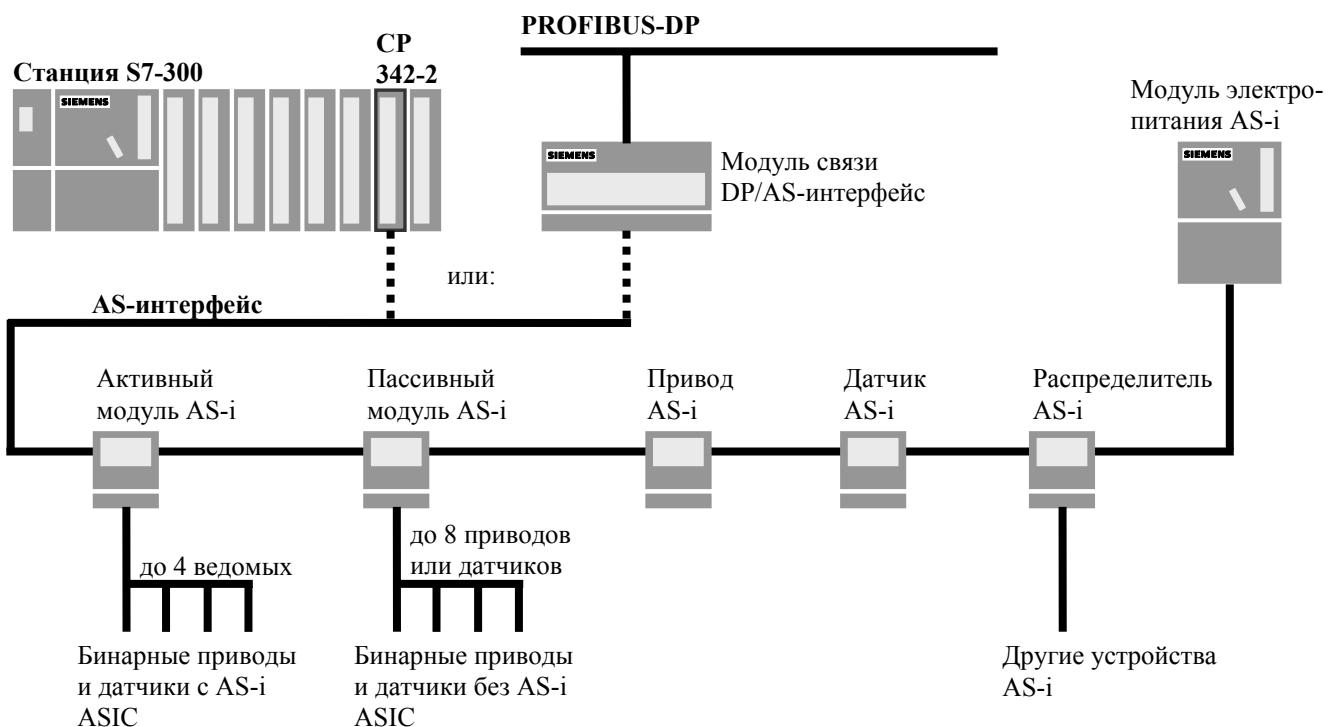 PROFIBUS-DP
CP
342-2
Станция S7-300
SIEMENS
SIEMENS
Модуль связи
DP/AS-интерфейс
Модуль электро-
питания AS-i
SIEMENS
или:
AS-интерфейс
Активный
модуль AS-i
Пассивный
модуль AS-i
Привод
AS-i
Датчик
AS-i
Распределитель
AS-i
до 4 ведомых
до 8 приводов
или датчиков
Бинарные приводы
и датчики с AS-i
ASIC
Бинарные приводы
и датчики без AS-i
ASIC
Другие устройства
AS-i